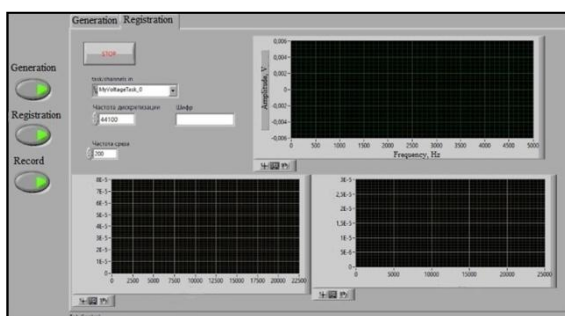 Generation Registration
STOP
Generation
task/channels in
MyVoltageTask_0
Частота дискретизации Шифр
44100
Registration
Частота среза
200
Record
Amplitude, V
0,006
0,004
0,002
0
-0,002
-0,004
-0,006
0 500 1000 1500 2000 2500 3000 3500 4000 4500 5000
Frequency, Hz
8E-5
7E-5
6E-5
5E-5
4E-5
3E-5
2E-5
1E-5
0
0 2500 5000 7500 10000 12500 15000 17500 20000 22500
3E-5
2,5E-5
2E-5
1,5E-5
1E-5
5E-6
0
0 5000 10000 15000 20000 25000